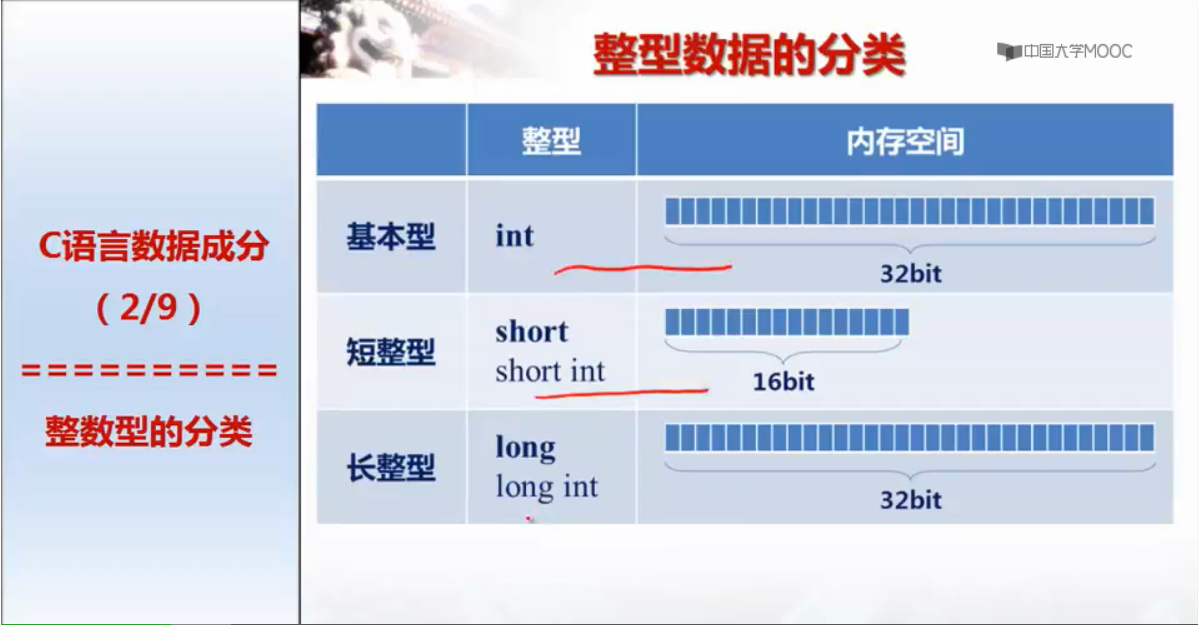 整型数据的分类
中国大学MOOC
C语言数据成分
（2/9）
==========
整数型的分类
整型 内存空间
基本型 int 32bit
短整型 short
short int 16bit
长整型 long
long int 32bit